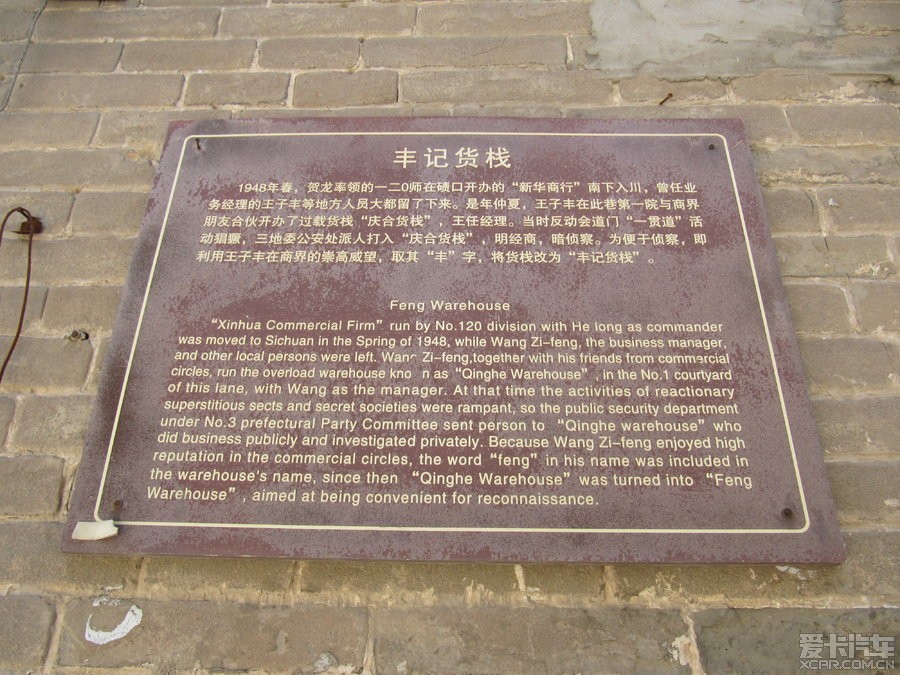 丰记货栈
1948年春，贺龙率领的一二0师在碛口开办的“新华商行”南下入川，曾任业
务经理的王子丰等地方人员大都留了下来。是年仲夏，王子丰在此巷第一院与商界
朋友合伙开办了过载货栈“庆合货栈”，王任经理。当时反动会道门“一贯道”活
动猖獗，三地委公安处派人打入“庆合货栈”，明经商，暗侦察。为便于侦察，即
利用王子丰在商界的崇高威望，取其“丰”字，将货栈改为“丰记货栈”。
Feng Warehouse
“Xinhua Commercial Firm” run by No.120 division with He long as commander
was moved to Sichuan in the Spring of 1948, while Wang Zi-feng, the business manager,
and other local persons were left. Wang Zi-feng,together with his friends from commercial
circles, run the overload warehouse kno n as “Qinghe Warehouse”, in the No.1 courtyard
of this lane, with Wang as the manager. At that time the activities of reactionary
superstitious sects and secret societies were rampant, so the public security department
under No.3 prefectural Party Committee sent person to “Qinghe warehouse” who
did business publicly and investigated privately. Because Wang Zi-feng enjoyed high
reputation in the commercial circles, the word “feng” in his name was included in
the warehouse's name, since then “Qinghe Warehouse” was turned into “Feng
Warehouse”, aimed at being convenient for reconnaissance.
爱卡汽车
XCAR.COM.CN